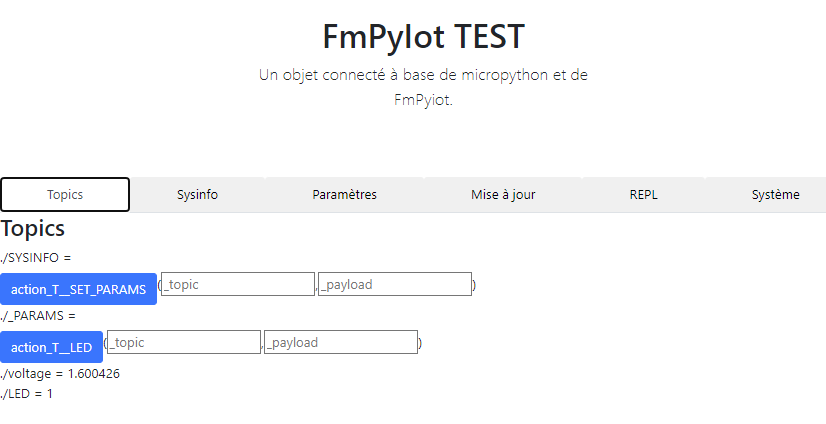 FmPyIot TEST
Un objet connecté à base de micropython et de
FmPyiot.
Topics Sysinfo Paramètres Mise à jour REPL Système
Topics
./SYSINFO =
action_T__SET_PARAMS (_topic ,_payload )
./_PARAMS =
action_T__LED (_topic ,_payload )
./voltage = 1.600426
./LED = 1